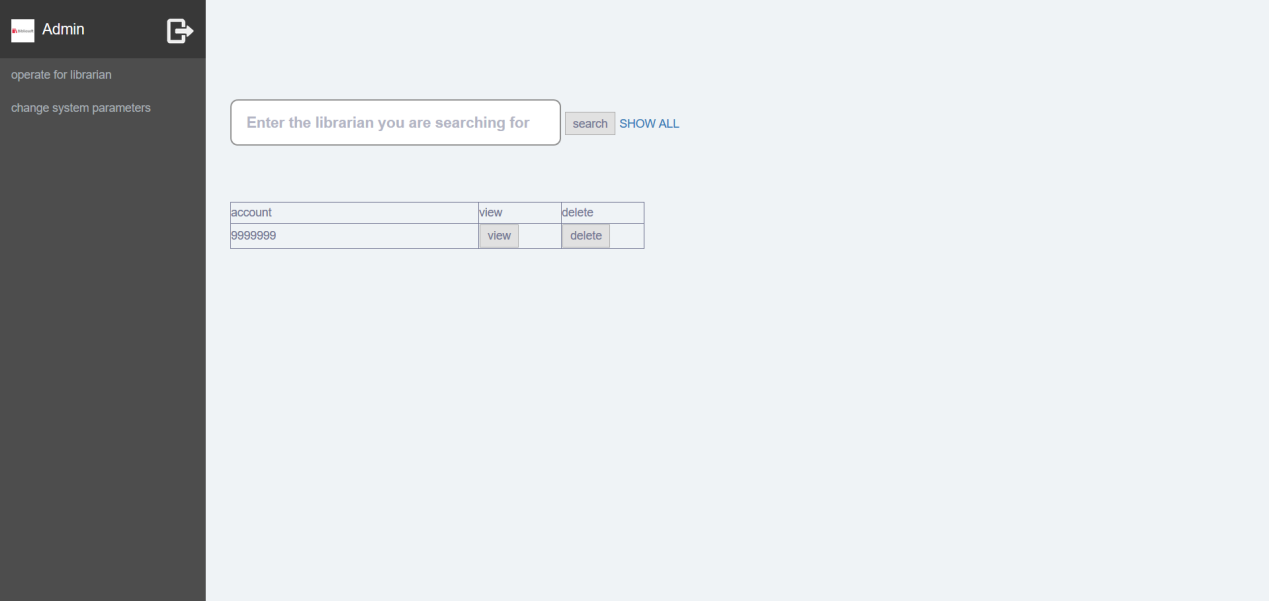 Admin
operate for librarian
change system parameters
Enter the librarian you are searching for
search SHOW ALL
account view delete
9999999 view delete